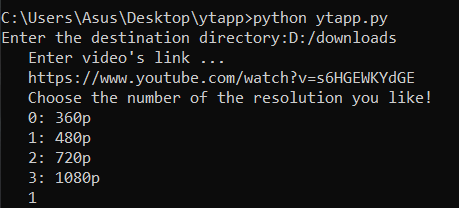 C:\Users\Asus\Desktop\ytapp>python ytapp.py
Enter the destination directory:D:/downloads
Enter video's link ...
https://www.youtube.com/watch?v=s6HGEWKYdGE
Choose the number of the resolution you like!
0: 360p
1: 480p
2: 720p
3: 1080p
1